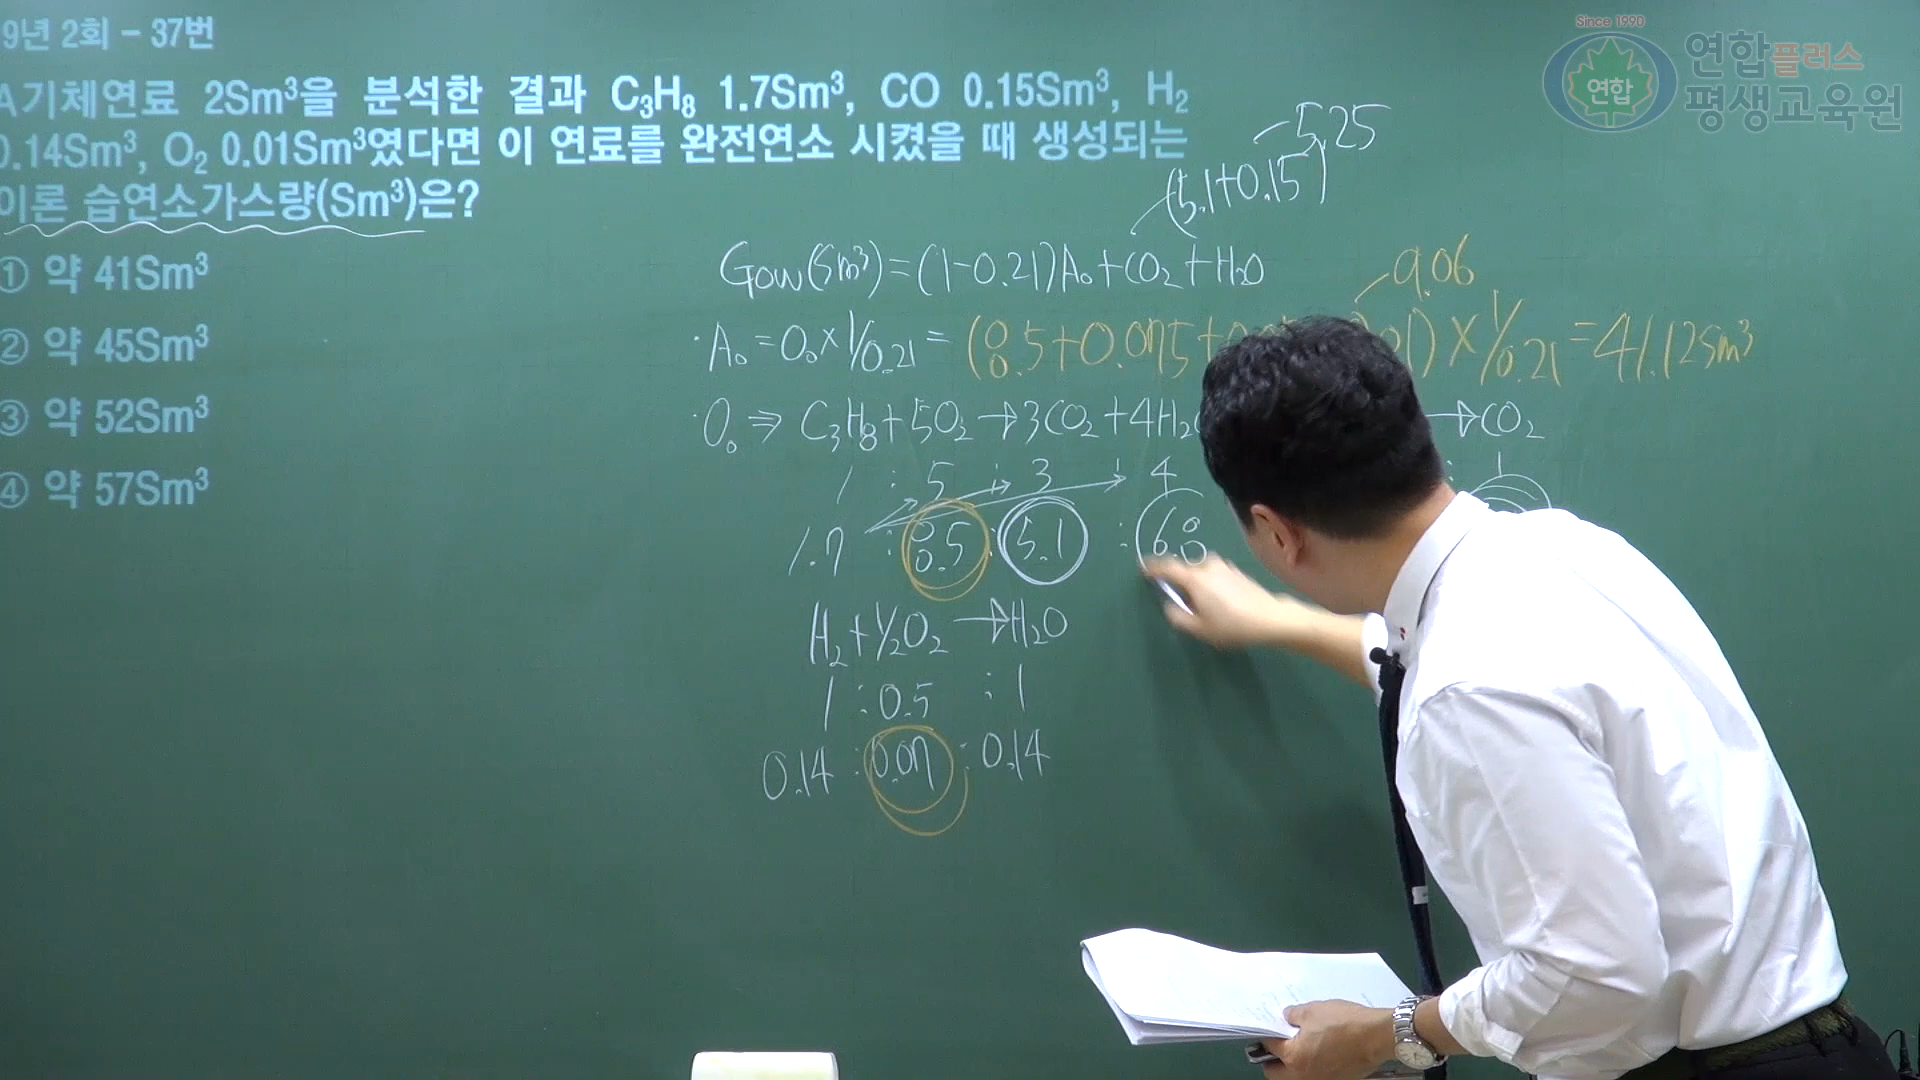 9년 2회 - 37번
A기체연료 2Sm³을 분석한 결과 C₃H₈ 1.7Sm³, CO 0.15Sm³, H₂
0.14Sm³, O₂ 0.01Sm³였다면 이 연료를 완전연소 시켰을 때 생성되는
이론 습연소가스량(Sm³)은?
① 약 41Sm³
② 약 45Sm³
③ 약 52Sm³
④ 약 57Sm³
Since 1990
연합
연합플러스
평생교육원
5.25
(5.1+0.15)
Gow(Sm³)=(1-0.21)A₀+CO₂+H₂O
9.06
·A₀=O₀×1/0.21=(8.5+0.075+ 01)×1/0.21=41.12Sm³
·O₀⇒C₃H₈+5O₂→3CO₂+4H₂ →CO₂
1 : 5 : 3 : 4 : 1
1.7 : 8.5 : 5.1 : 6.8
H₂+1/2O₂→H₂O
1 : 0.5 : 1
0.14 : 0.07 : 0.14